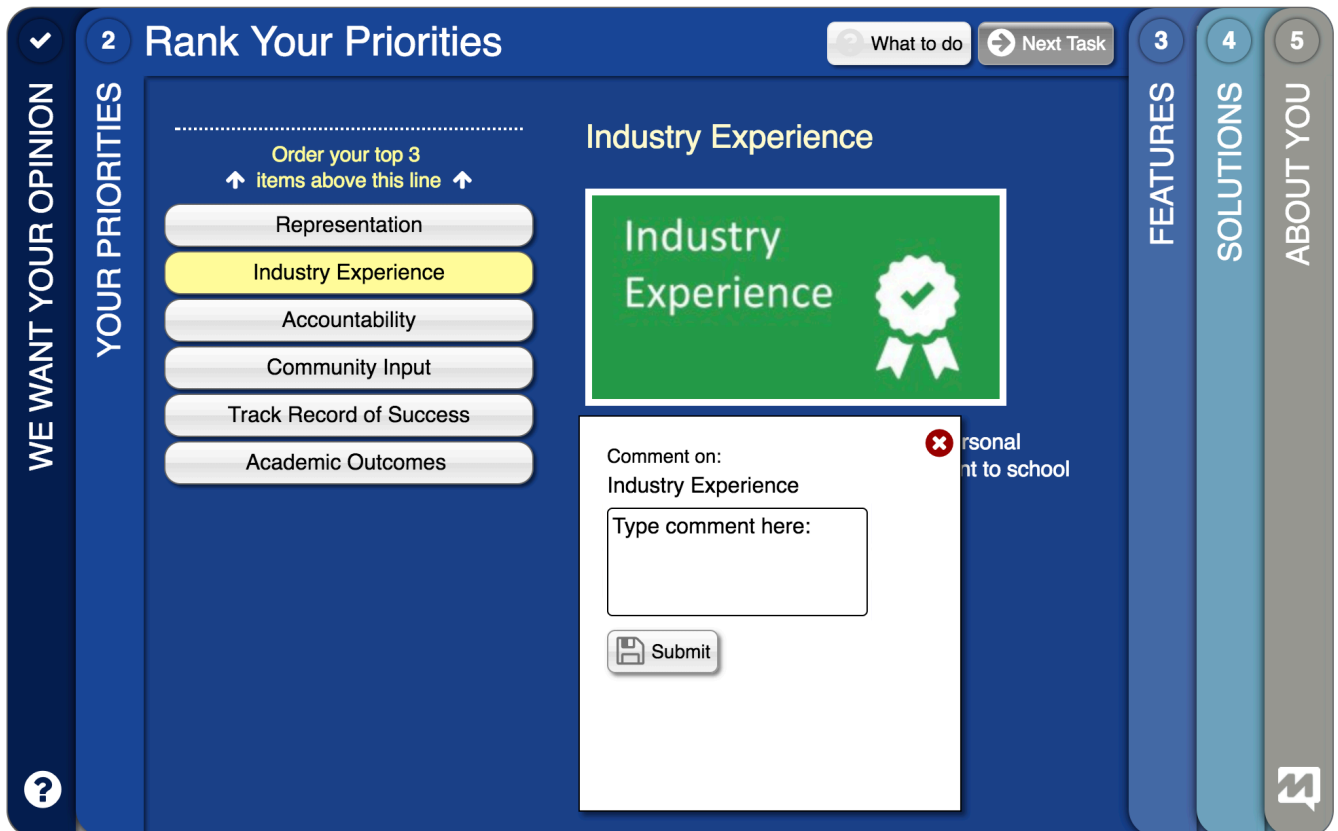 WE WANT YOUR OPINION
2
YOUR PRIORITIES
Rank Your Priorities
What to do
Next Task
Order your top 3
items above this line
Representation
Industry Experience
Accountability
Community Input
Track Record of Success
Academic Outcomes
Industry Experience
Industry
Experience
rsonal
nt to school
Comment on:
Industry Experience
Type comment here:
Submit
3
FEATURES
4
SOLUTIONS
5
ABOUT YOU